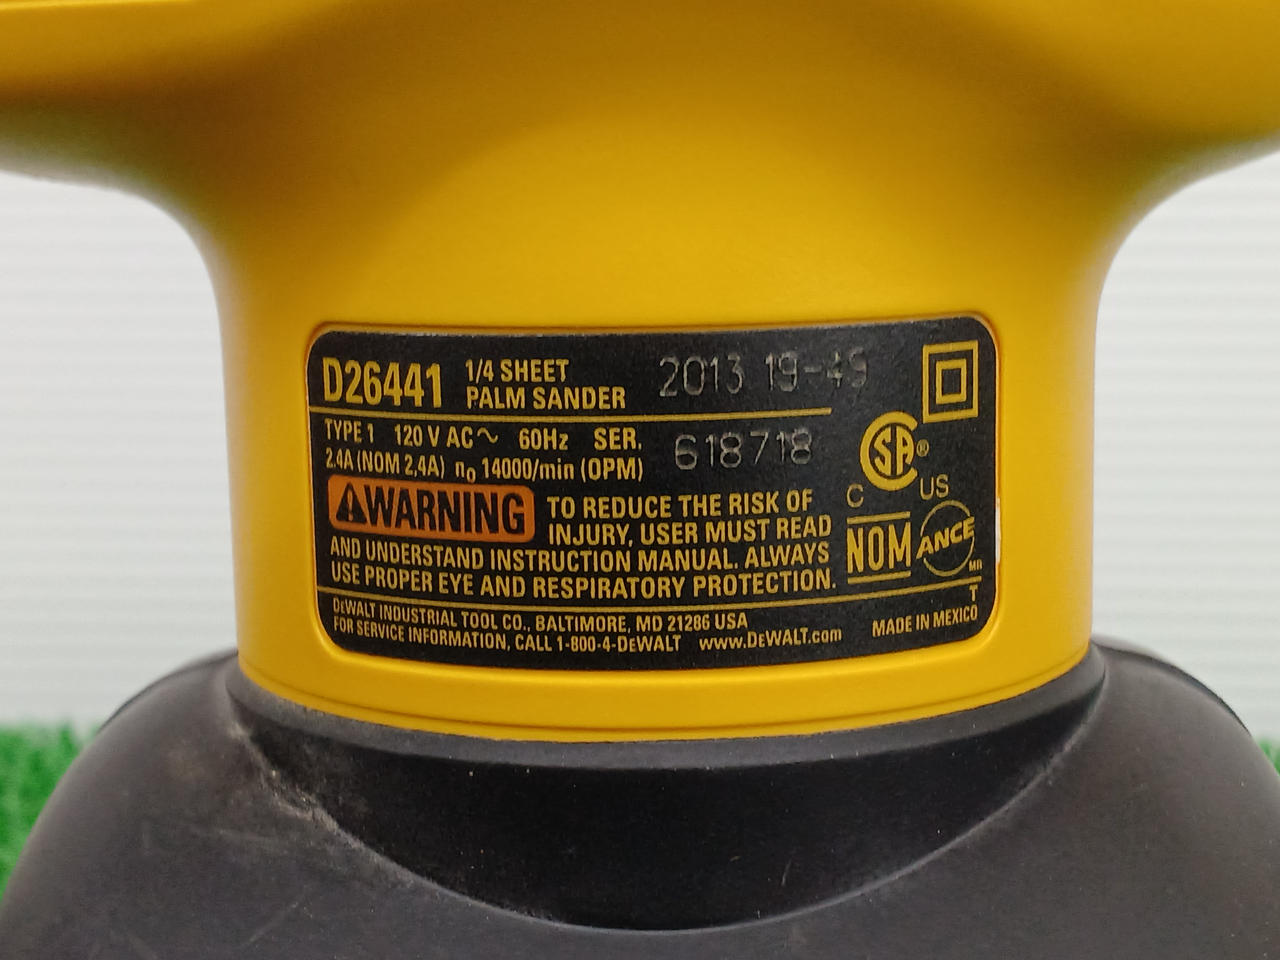 D26441 1/4 SHEET PALM SANDER 2013 19-49
TYPE 1 120 V AC~ 60Hz SER. 618718
2.4A (NOM 2,4A) n₀ 14000/min (OPM)
CSA®
C US
⚠WARNING TO REDUCE THE RISK OF
INJURY, USER MUST READ
AND UNDERSTAND INSTRUCTION MANUAL. ALWAYS
USE PROPER EYE AND RESPIRATORY PROTECTION.
NOM ANCE MR
T
DeWALT INDUSTRIAL TOOL CO., BALTIMORE, MD 21286 USA
FOR SERVICE INFORMATION, CALL 1-800-4-DeWALT www.DeWALT.com
MADE IN MEXICO